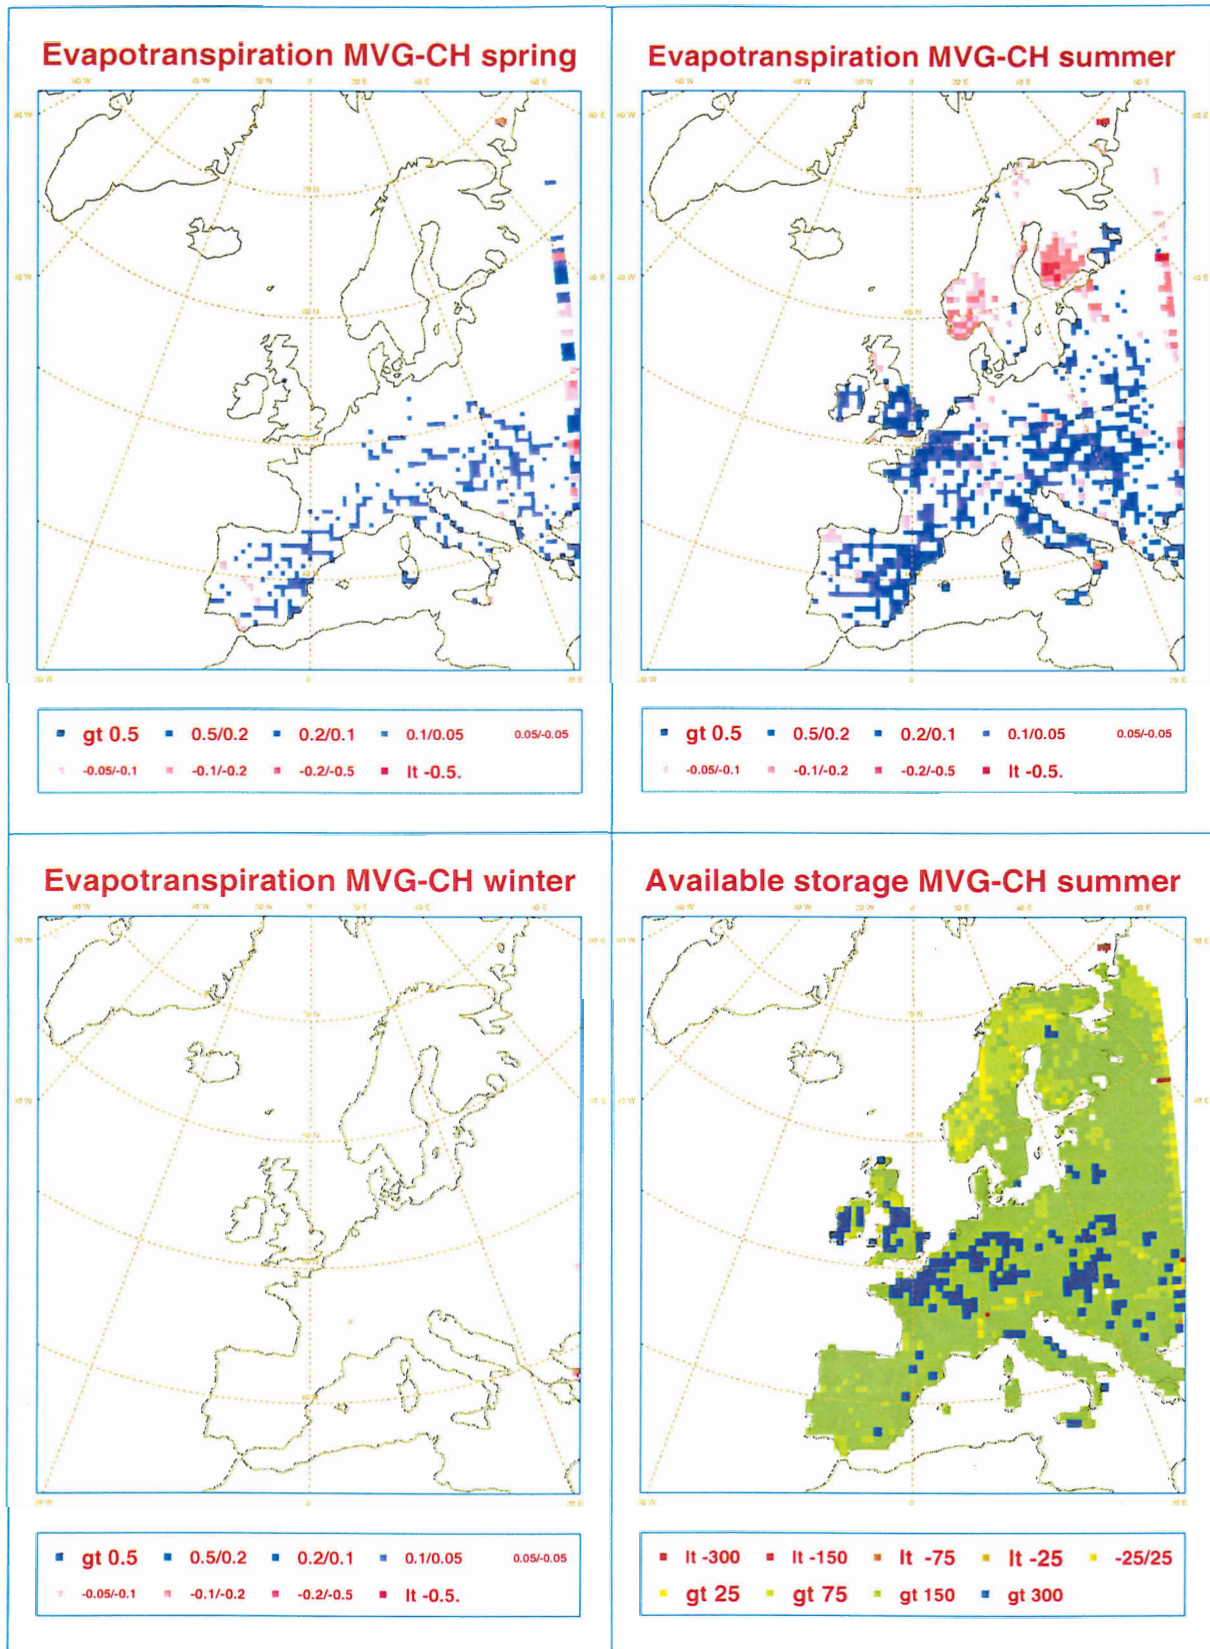 Evapotranspiration MVG-CH spring
gt 0.5 0.5/0.2 0.2/0.1 0.1/0.05 0.05/-0.05
-0.05/-0.1 -0.1/-0.2 -0.2/-0.5 lt -0.5.
Evapotranspiration MVG-CH summer
gt 0.5 0.5/0.2 0.2/0.1 0.1/0.05 0.05/-0.05
-0.05/-0.1 -0.1/-0.2 -0.2/-0.5 lt -0.5.
Evapotranspiration MVG-CH winter
gt 0.5 0.5/0.2 0.2/0.1 0.1/0.05 0.05/-0.05
-0.05/-0.1 -0.1/-0.2 -0.2/-0.5 lt -0.5.
Available storage MVG-CH summer
lt -300 lt -150 lt -75 lt -25 -25/25
gt 25 gt 75 gt 150 gt 300